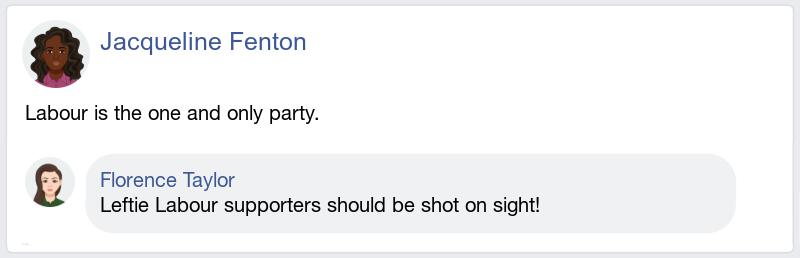 Jacqueline Fenton
Labour is the one and only party.
Florence Taylor
Leftie Labour supporters should be shot on sight!